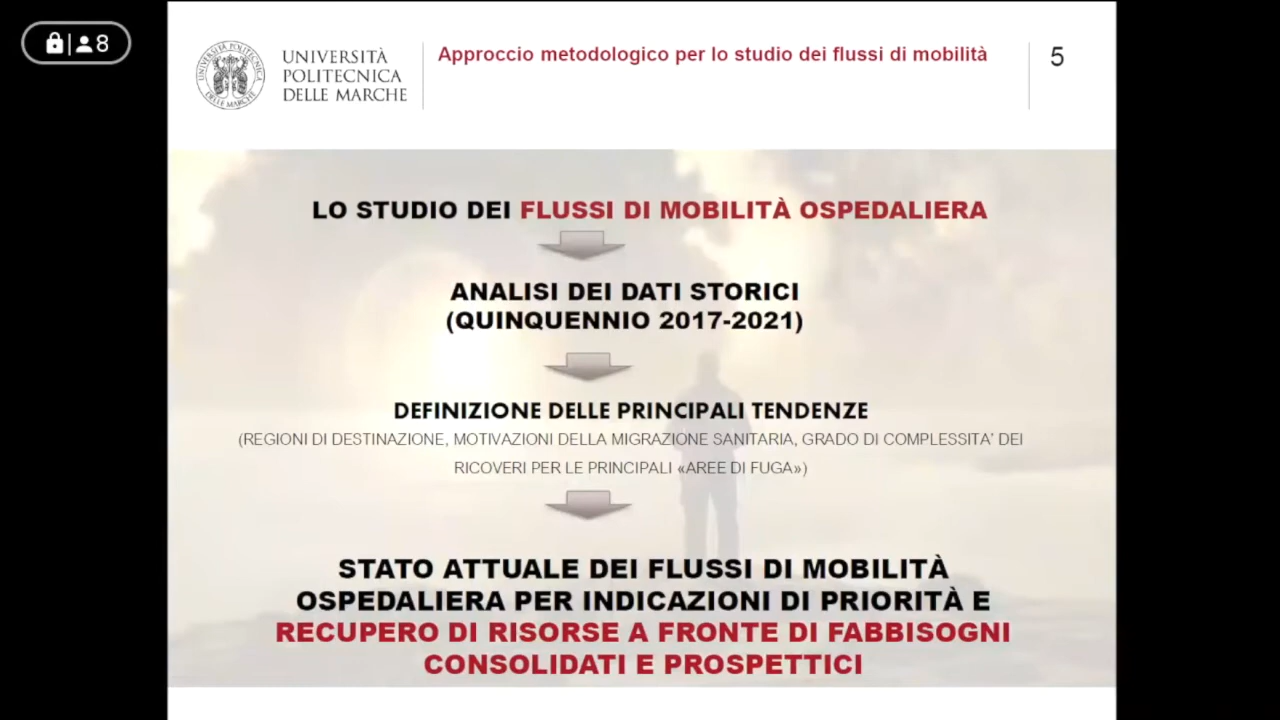 8
UNIVERSITÀ
POLITECNICA
DELLE MARCHE
Approccio metodologico per lo studio dei flussi di mobilità
5
LO STUDIO DEI FLUSSI DI MOBILITÀ OSPEDALIERA
ANALISI DEI DATI STORICI
(QUINQUENNIO 2017-2021)
DEFINIZIONE DELLE PRINCIPALI TENDENZE
(REGIONI DI DESTINAZIONE, MOTIVAZIONI DELLA MIGRAZIONE SANITARIA, GRADO DI COMPLESSITA' DEI
RICOVERI PER LE PRINCIPALI «AREE DI FUGA»)
STATO ATTUALE DEI FLUSSI DI MOBILITÀ
OSPEDALIERA PER INDICAZIONI DI PRIORITÀ E
RECUPERO DI RISORSE A FRONTE DI FABBISOGNI
CONSOLIDATI E PROSPETTICI